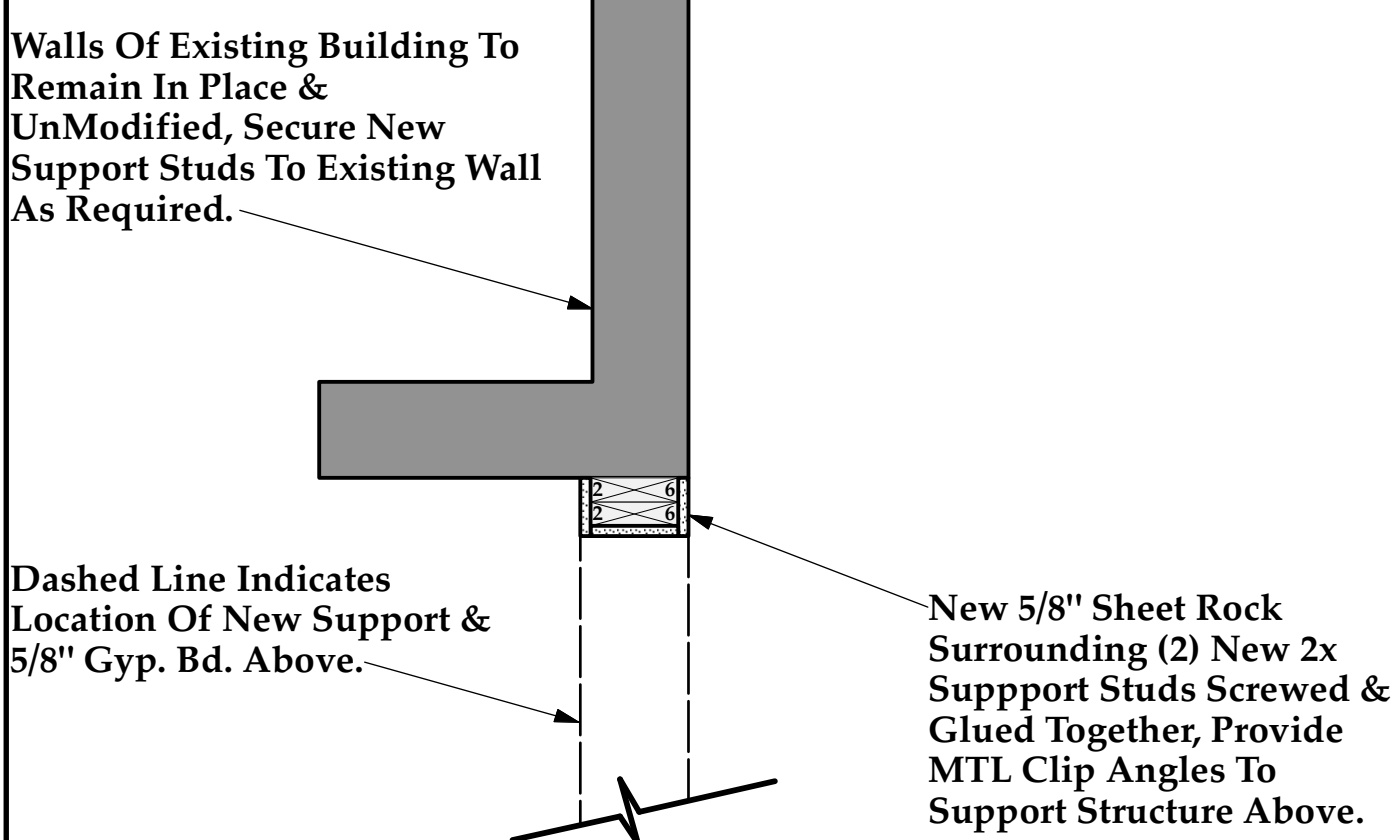 Walls Of Existing Building To
Remain In Place &
UnModified, Secure New
Support Studs To Existing Wall
As Required.
2 6
2 6
Dashed Line Indicates
Location Of New Support &
5/8" Gyp. Bd. Above.
New 5/8" Sheet Rock
Surrounding (2) New 2x
Suppport Studs Screwed &
Glued Together, Provide
MTL Clip Angles To
Support Structure Above.